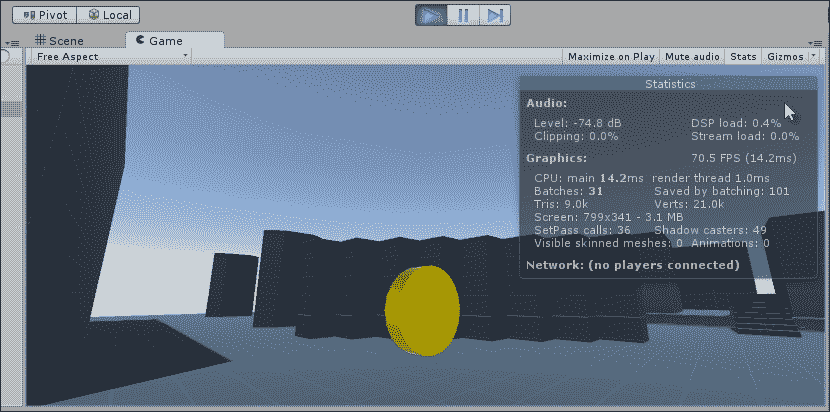 Pivot Local
Scene Game
Free Aspect Maximize on Play Mute audio Stats Gizmos
Statistics
Audio:
Level: -74.8 dB DSP load: 0.4%
Clipping: 0.0% Stream load: 0.0%
Graphics: 70.5 FPS (14.2ms)
CPU: main 14.2ms render thread 1.0ms
Batches: 31 Saved by batching: 101
Tris: 9.0k Verts: 21.0k
Screen: 799x341 - 3.1 MB
SetPass calls: 36 Shadow casters: 49
Visible skinned meshes: 0 Animations: 0
Network: (no players connected)